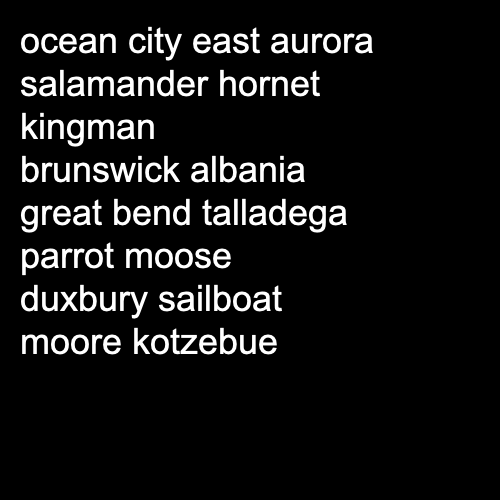 ocean city east aurora
salamander hornet
kingman
brunswick albania
great bend talladega
parrot moose
duxbury sailboat
moore kotzebue